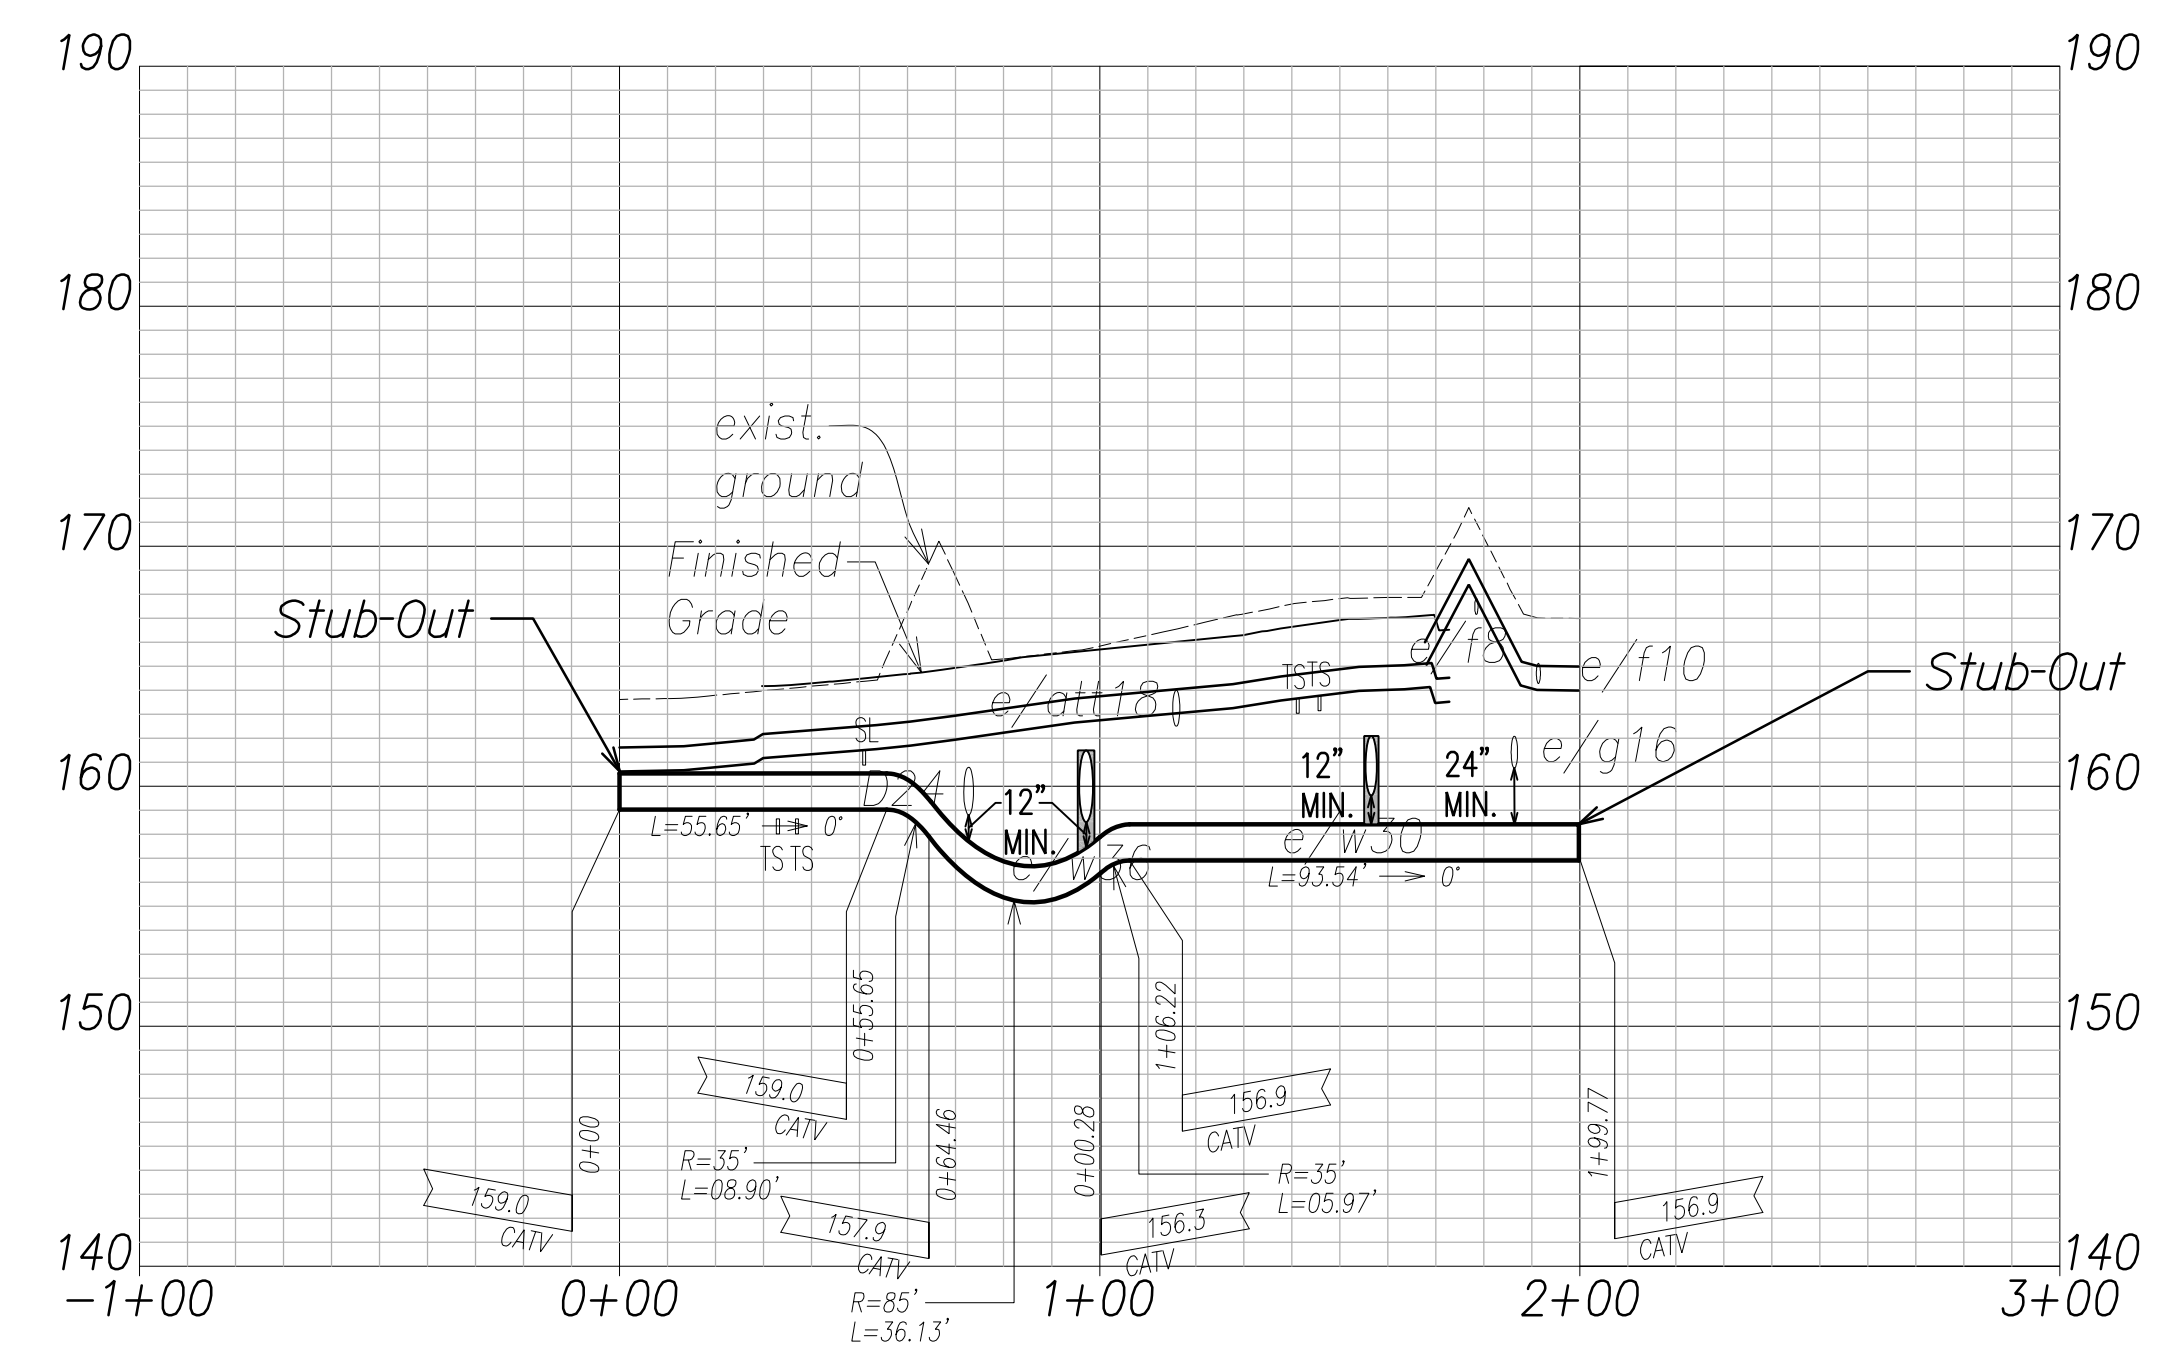 190
190
180
180
exist.
ground
170
170
Finished
Grade
Stub-Out
e/f8
e/f10
Stub-Out
TS
TS
e/att18
SL
e/g16
160
160
12”
MIN.
24”
MIN.
D24
12”
MIN.
L=55.65’
0°
TS
TS
e/w36
e/w30
L=93.54’
0°
150
150
0+55.65
1+06.22
159.0
CATV
156.9
CATV
0+00
0+64.46
0+00.28
1+99.77
R=35’
L=08.90’
R=35’
L=05.97’
159.0
CATV
157.9
CATV
156.3
CATV
156.9
CATV
140
140
-1+00
0+00
1+00
2+00
3+00
R=85’
L=36.13’